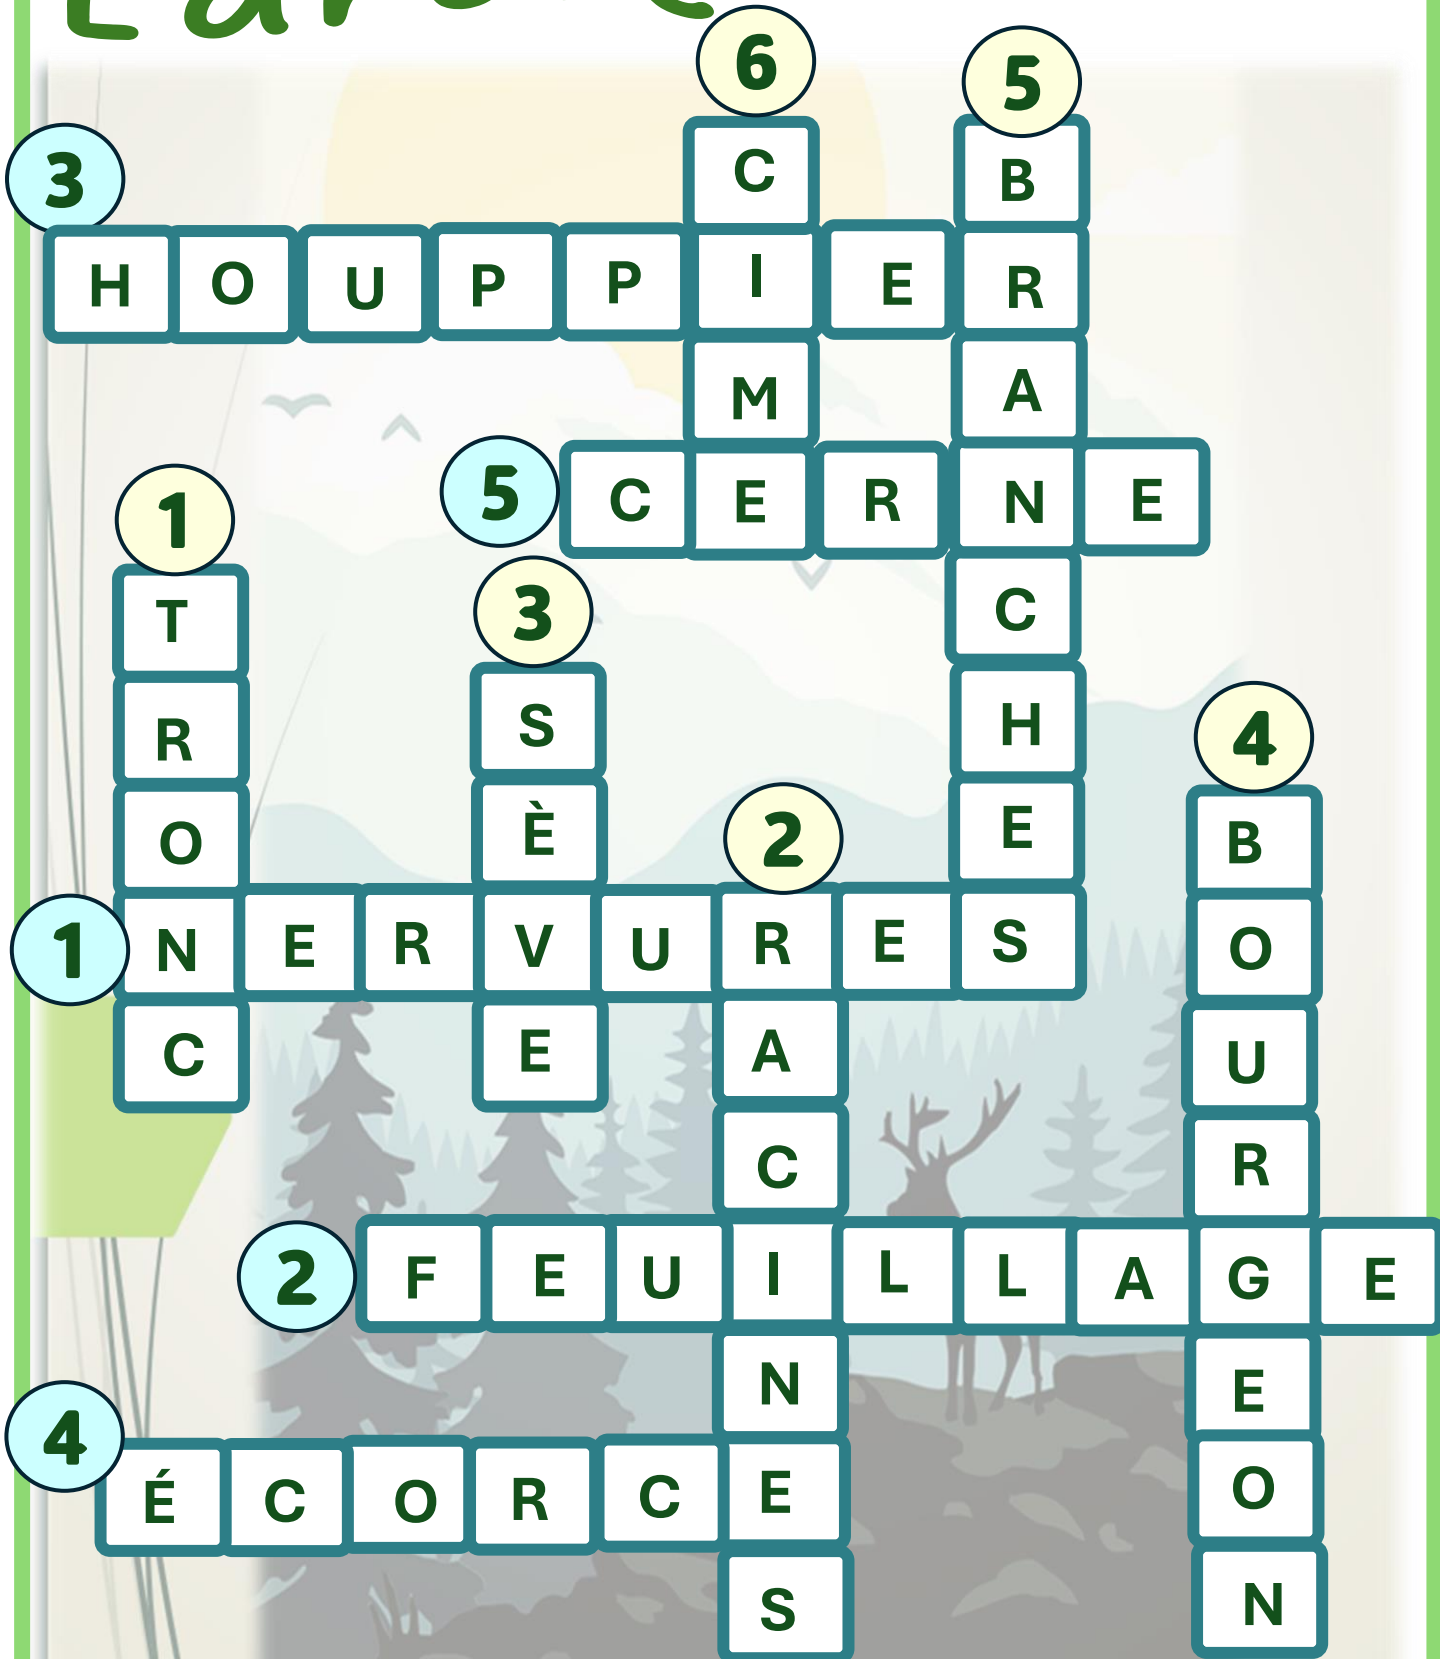 6 5
C B
3
H O U P P I E R
M A
5 C E R N E
1
T 3 C
R S H 4
O È 2 E B
1 N E R V U R E S O
C E A U
C R
2 F E U I L L A G E
N E
4
É C O R C E O
S N